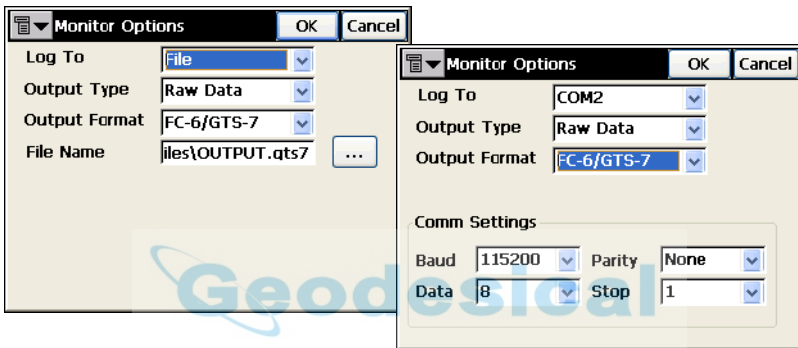 Monitor Options OK Cancel
Log To File
Output Type Raw Data
Output Format FC-6/GTS-7
File Name iles\OUTPUT.gts7 ...
Monitor Options OK Cancel
Log To COM2
Output Type Raw Data
Output Format FC-6/GTS-7
Comm Settings
Baud 115200 Parity None
Data 8 Stop 1
Geodesical